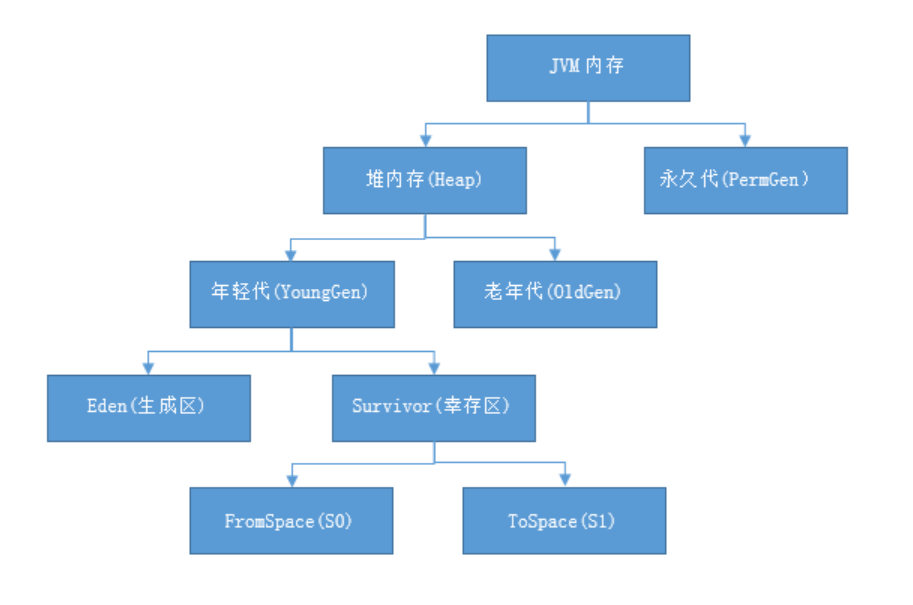 JVM 内存
堆内存(Heap)
永久代(PermGen）
年轻代(YoungGen)
老年代(OldGen)
Eden(生成区)
Survivor(幸存区)
FromSpace(S0)
ToSpace(S1)